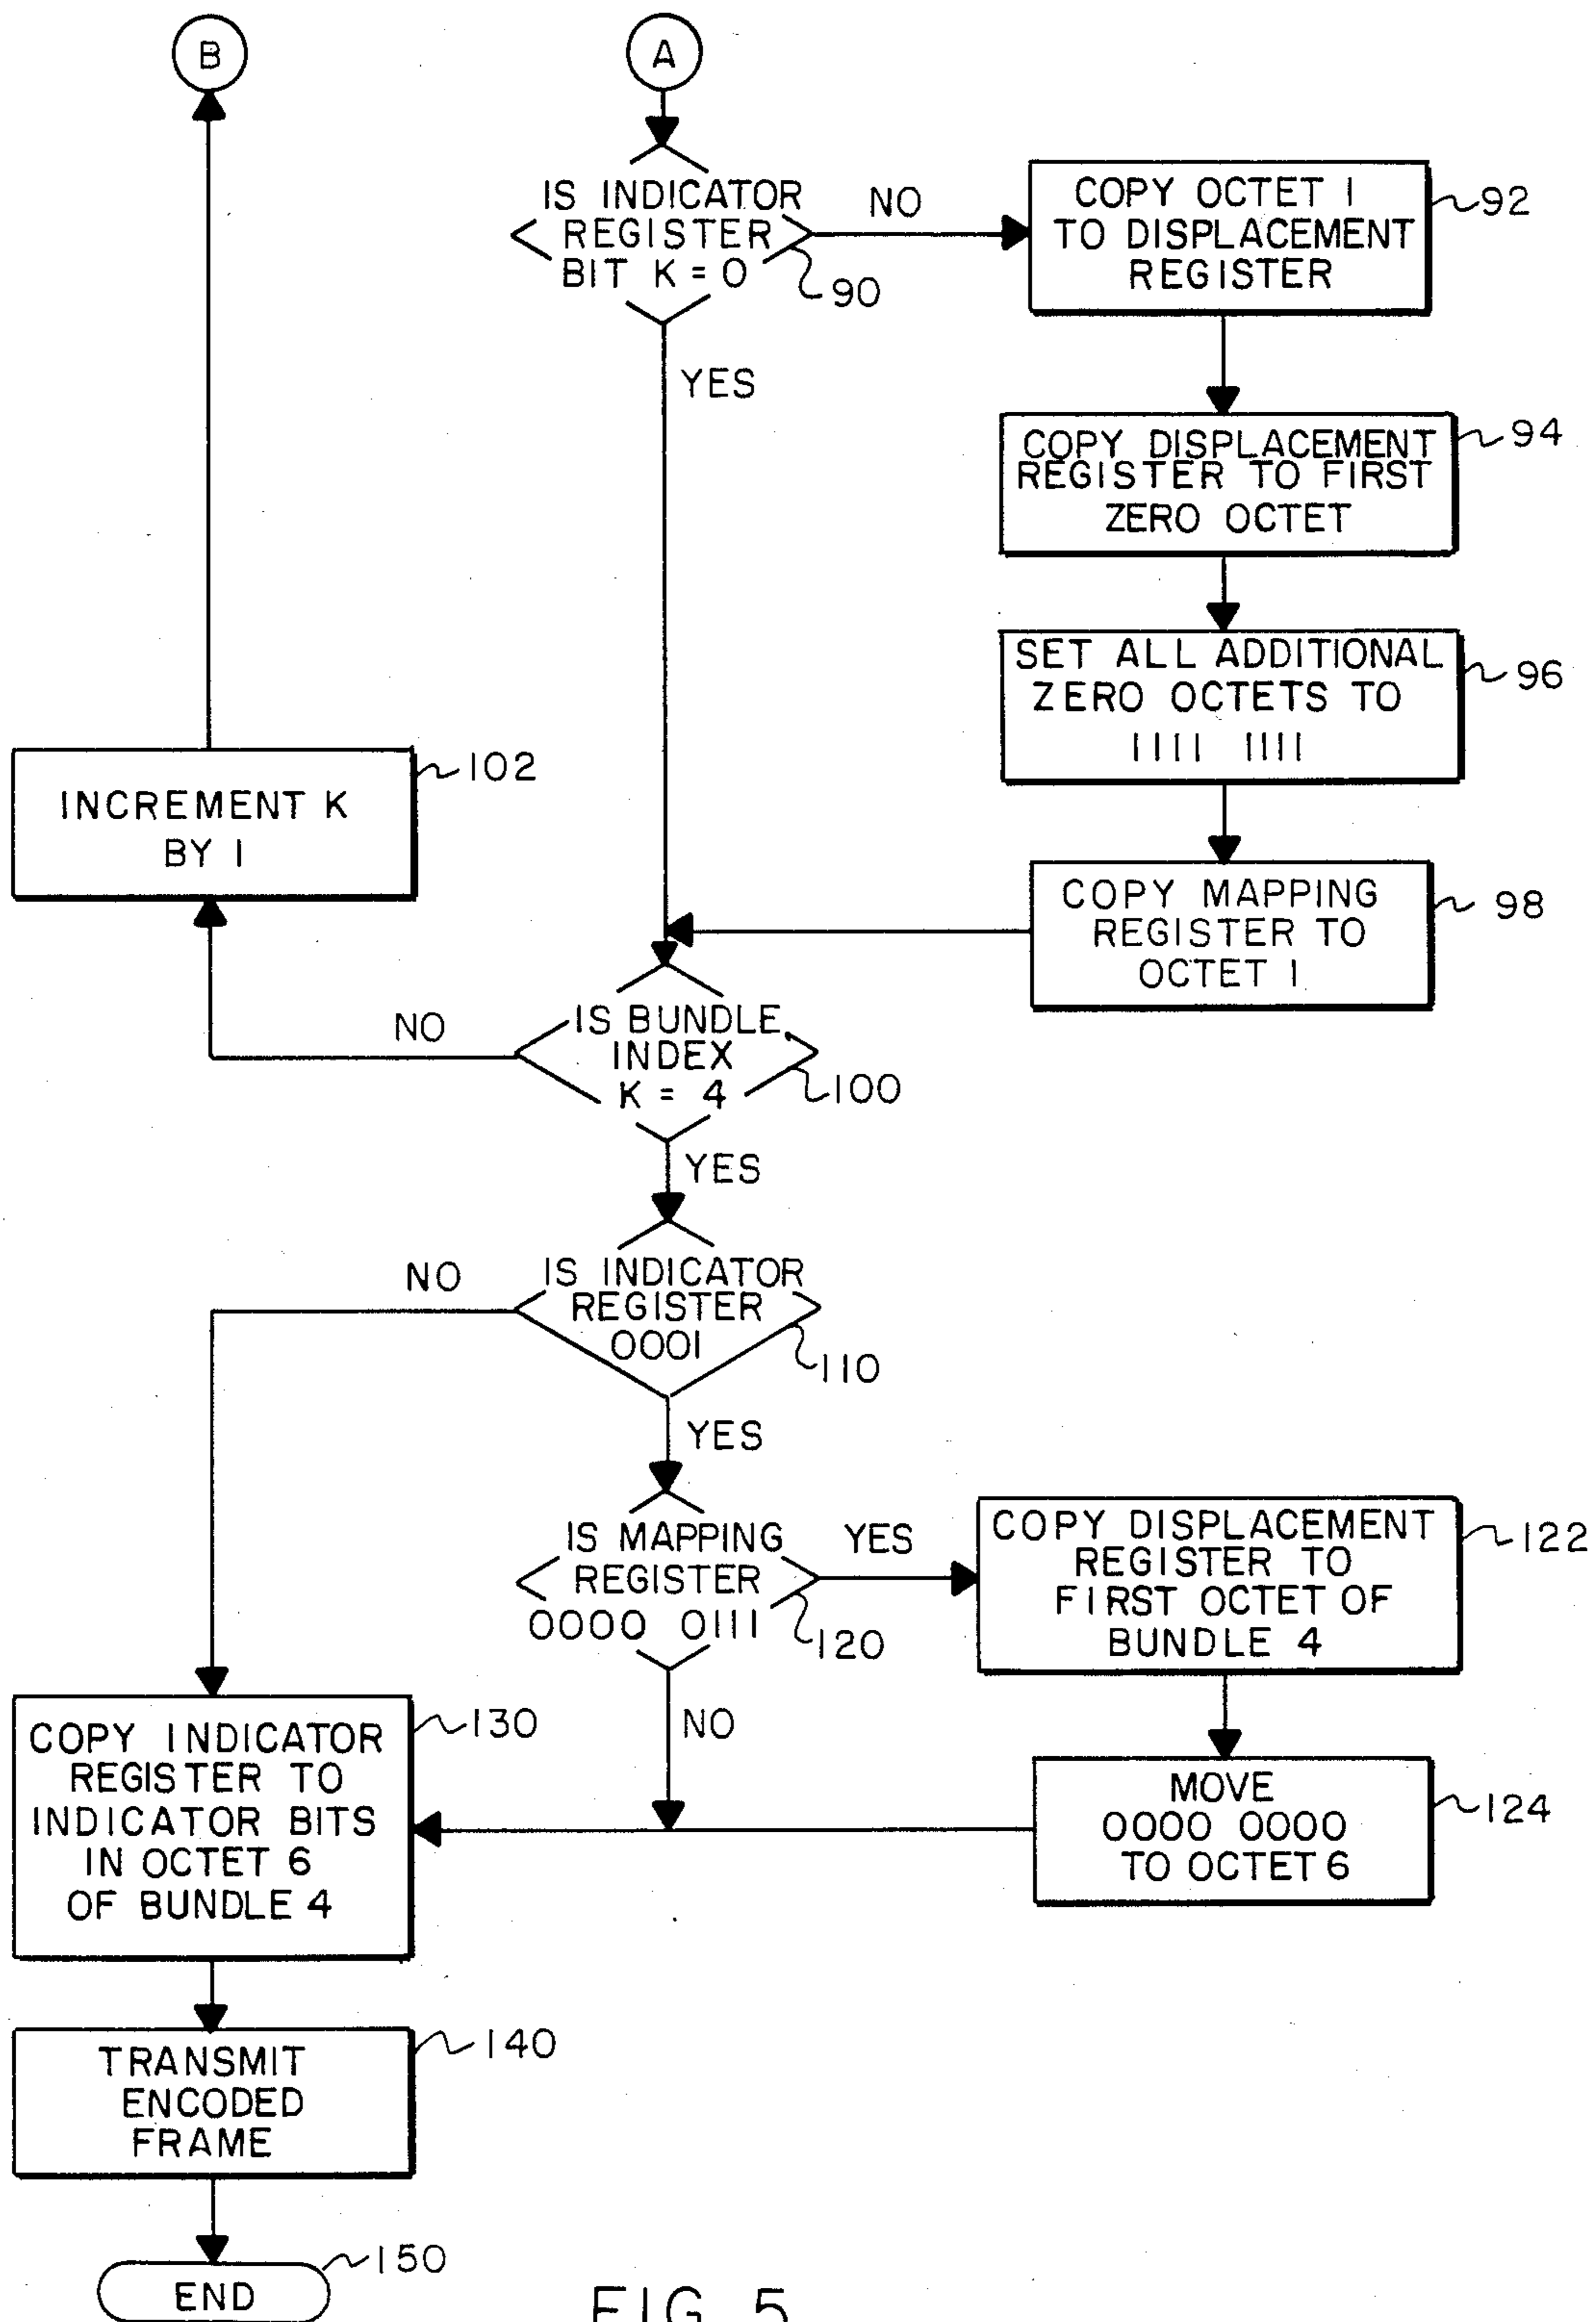 B
A
IS INDICATOR
REGISTER
BIT K = 0
90
NO
YES
COPY OCTET 1
TO DISPLACEMENT
REGISTER
92
COPY DISPLACEMENT
REGISTER TO FIRST
ZERO OCTET
94
SET ALL ADDITIONAL
ZERO OCTETS TO
1111 1111
96
INCREMENT K
BY 1
102
COPY MAPPING
REGISTER TO
OCTET 1
98
NO
IS BUNDLE
INDEX
K = 4
100
YES
NO
IS INDICATOR
REGISTER
0001
110
YES
IS MAPPING
REGISTER
0000 0111
120
YES
NO
COPY DISPLACEMENT
REGISTER TO
FIRST OCTET OF
BUNDLE 4
122
MOVE
0000 0000
TO OCTET 6
124
COPY INDICATOR
REGISTER TO
INDICATOR BITS
IN OCTET 6
OF BUNDLE 4
130
TRANSMIT
ENCODED
FRAME
140
END
150
FIG. 5